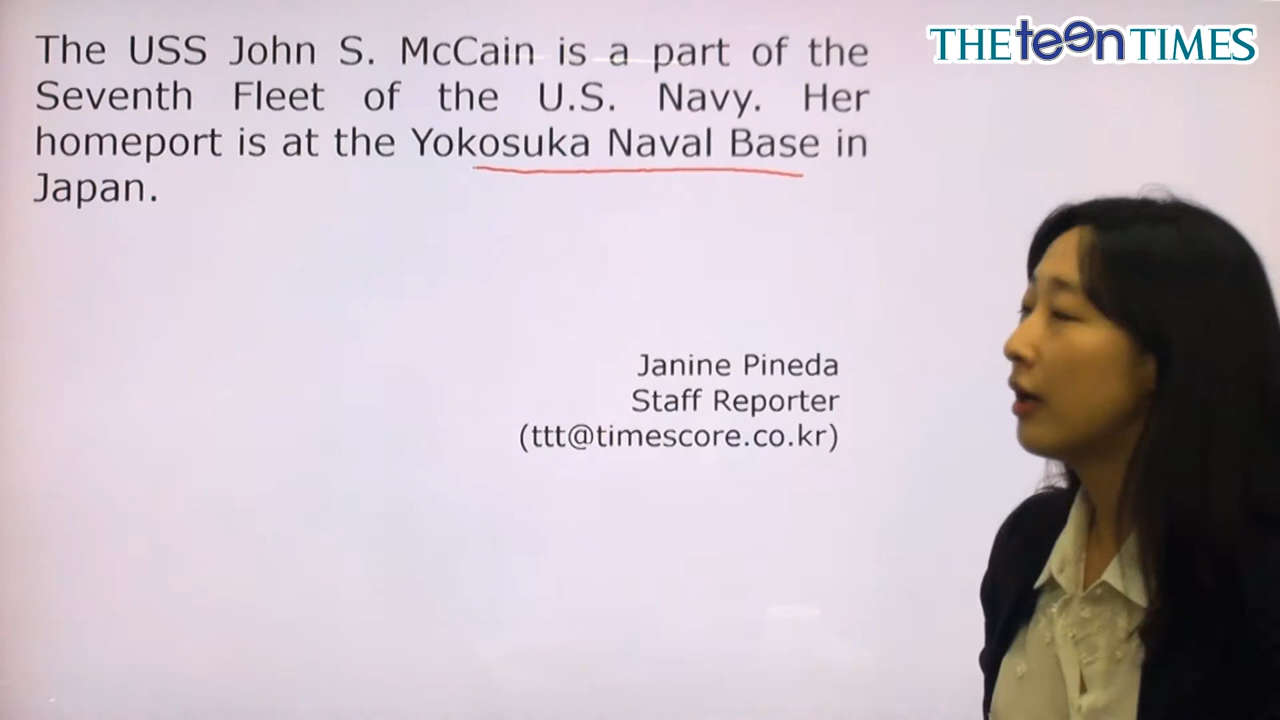 THE teen TIMES
The USS John S. McCain is a part of the
Seventh Fleet of the U.S. Navy. Her
homeport is at the Yokosuka Naval Base in
Japan.
Janine Pineda
Staff Reporter
(ttt@timescore.co.kr)